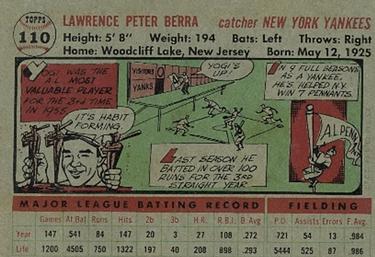 TOPPS
110
LAWRENCE PETER BERRA catcher NEW YORK YANKEES
Height: 5' 8" Weight: 194 Bats: Left Throws: Right
Home: Woodcliff Lake, New Jersey Born: May 12, 1925
YOGI WAS THE
A.L. MOST
VALUABLE PLAYER
FOR THE 3RD TIME
IN 1955
IT'S HABIT
FORMING.
VISITORS
YANKS
YOGI'S
UP!
LAST SEASON HE
BATTED IN OVER 100
RUNS FOR THE 3RD
STRAIGHT YEAR.
IN 9 FULL SEASONS
AS A YANKEE,
HE'S HELPED N.Y.
WIN 7 PENNANTS.
A.L. PENNANT
MAJOR LEAGUE BATTING RECORD FIELDING
Games At Bat Runs Hits 2b 3b H.R. R.B.I. B. Avg P.O. Assists Errors F. Avg
Year 147 541 84 147 20 3 27 108 .272 721 54 13 .984
Life 1200 4505 750 1322 197 40 208 898 .293 5444 525 87 .986